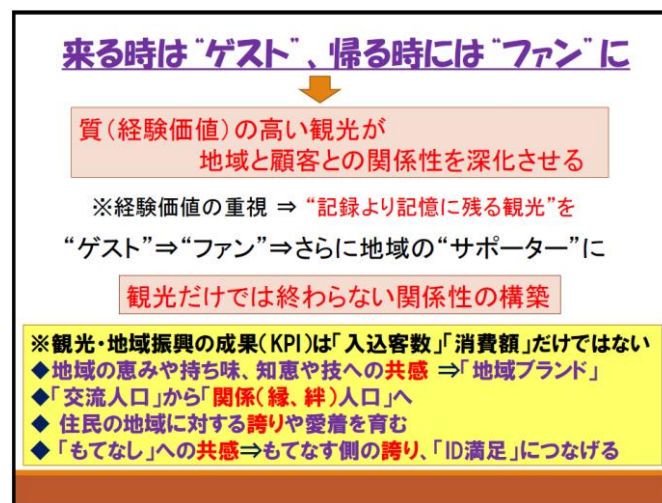 来る時は“ゲスト”、帰る時には“ファン”に
質(経験価値)の高い観光が
地域と顧客との関係性を深化させる
※経験価値の重視 ⇒ “記録より記憶に残る観光”を
“ゲスト”⇒“ファン”⇒さらに地域の“サポーター”に
観光だけでは終わらない関係性の構築
※観光・地域振興の成果(KPI)は「入込客数」「消費額」だけではない
◆地域の恵みや持ち味、知恵や技への共感 ⇒「地域ブランド」
◆「交流人口」から「関係(縁、絆)人口」へ
◆ 住民の地域に対する誇りや愛着を育む
◆「もてなし」への共感⇒もてなす側の誇り、「ID満足」につなげる